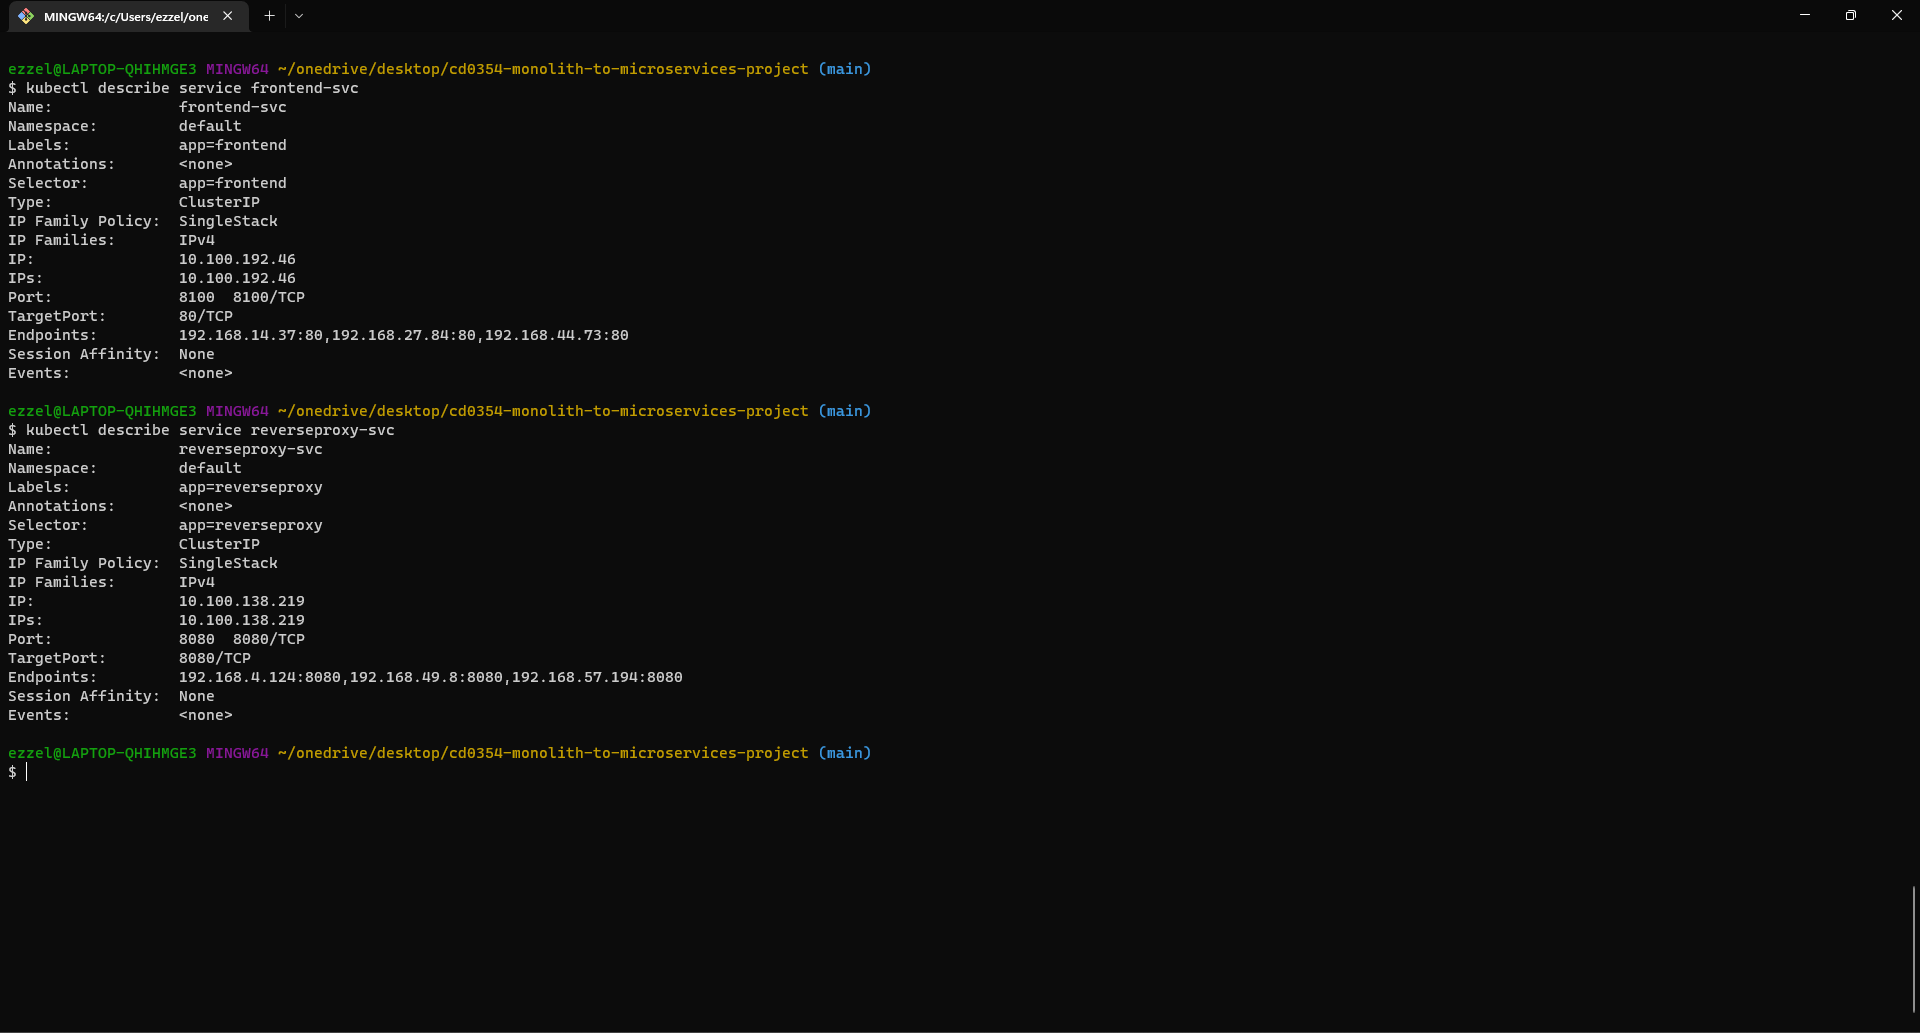 MINGW64:/c/Users/ezzel/one
ezzel@LAPTOP-QHIHMGE3 MINGW64 ~/onedrive/desktop/cd0354-monolith-to-microservices-project (main)
$ kubectl describe service frontend-svc
Name:              frontend-svc
Namespace:         default
Labels:            app=frontend
Annotations:       <none>
Selector:          app=frontend
Type:              ClusterIP
IP Family Policy:  SingleStack
IP Families:       IPv4
IP:                10.100.192.46
IPs:               10.100.192.46
Port:              8100  8100/TCP
TargetPort:        80/TCP
Endpoints:         192.168.14.37:80,192.168.27.84:80,192.168.44.73:80
Session Affinity:  None
Events:            <none>
ezzel@LAPTOP-QHIHMGE3 MINGW64 ~/onedrive/desktop/cd0354-monolith-to-microservices-project (main)
$ kubectl describe service reverseproxy-svc
Name:              reverseproxy-svc
Namespace:         default
Labels:            app=reverseproxy
Annotations:       <none>
Selector:          app=reverseproxy
Type:              ClusterIP
IP Family Policy:  SingleStack
IP Families:       IPv4
IP:                10.100.138.219
IPs:               10.100.138.219
Port:              8080  8080/TCP
TargetPort:        8080/TCP
Endpoints:         192.168.4.124:8080,192.168.49.8:8080,192.168.57.194:8080
Session Affinity:  None
Events:            <none>
ezzel@LAPTOP-QHIHMGE3 MINGW64 ~/onedrive/desktop/cd0354-monolith-to-microservices-project (main)
$